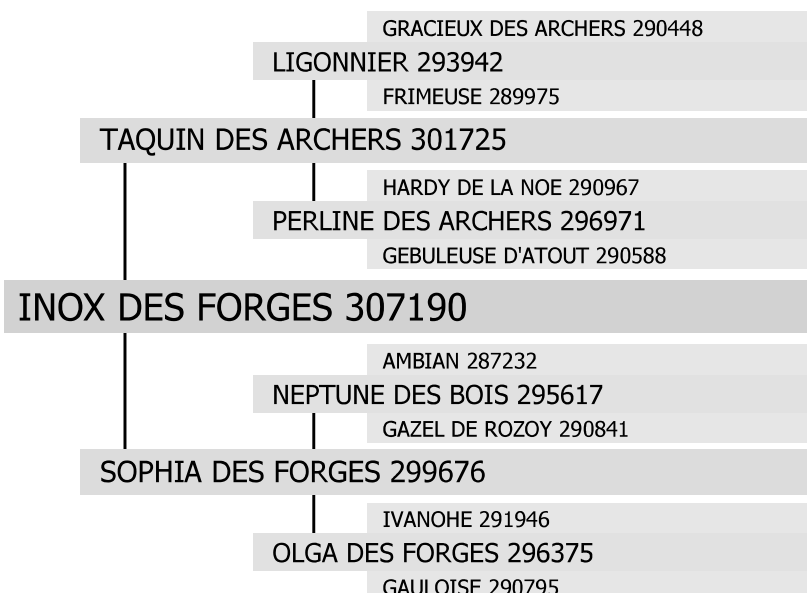 GRACIEUX DES ARCHERS 290448
LIGONNIER 293942
FRIMEUSE 289975
TAQUIN DES ARCHERS 301725
HARDY DE LA NOE 290967
PERLINE DES ARCHERS 296971
GEBULEUSE D'ATOUT 290588
INOX DES FORGES 307190
AMBIAN 287232
NEPTUNE DES BOIS 295617
GAZEL DE ROZOY 290841
SOPHIA DES FORGES 299676
IVANOHE 291946
OLGA DES FORGES 296375
GAULOISE 290795